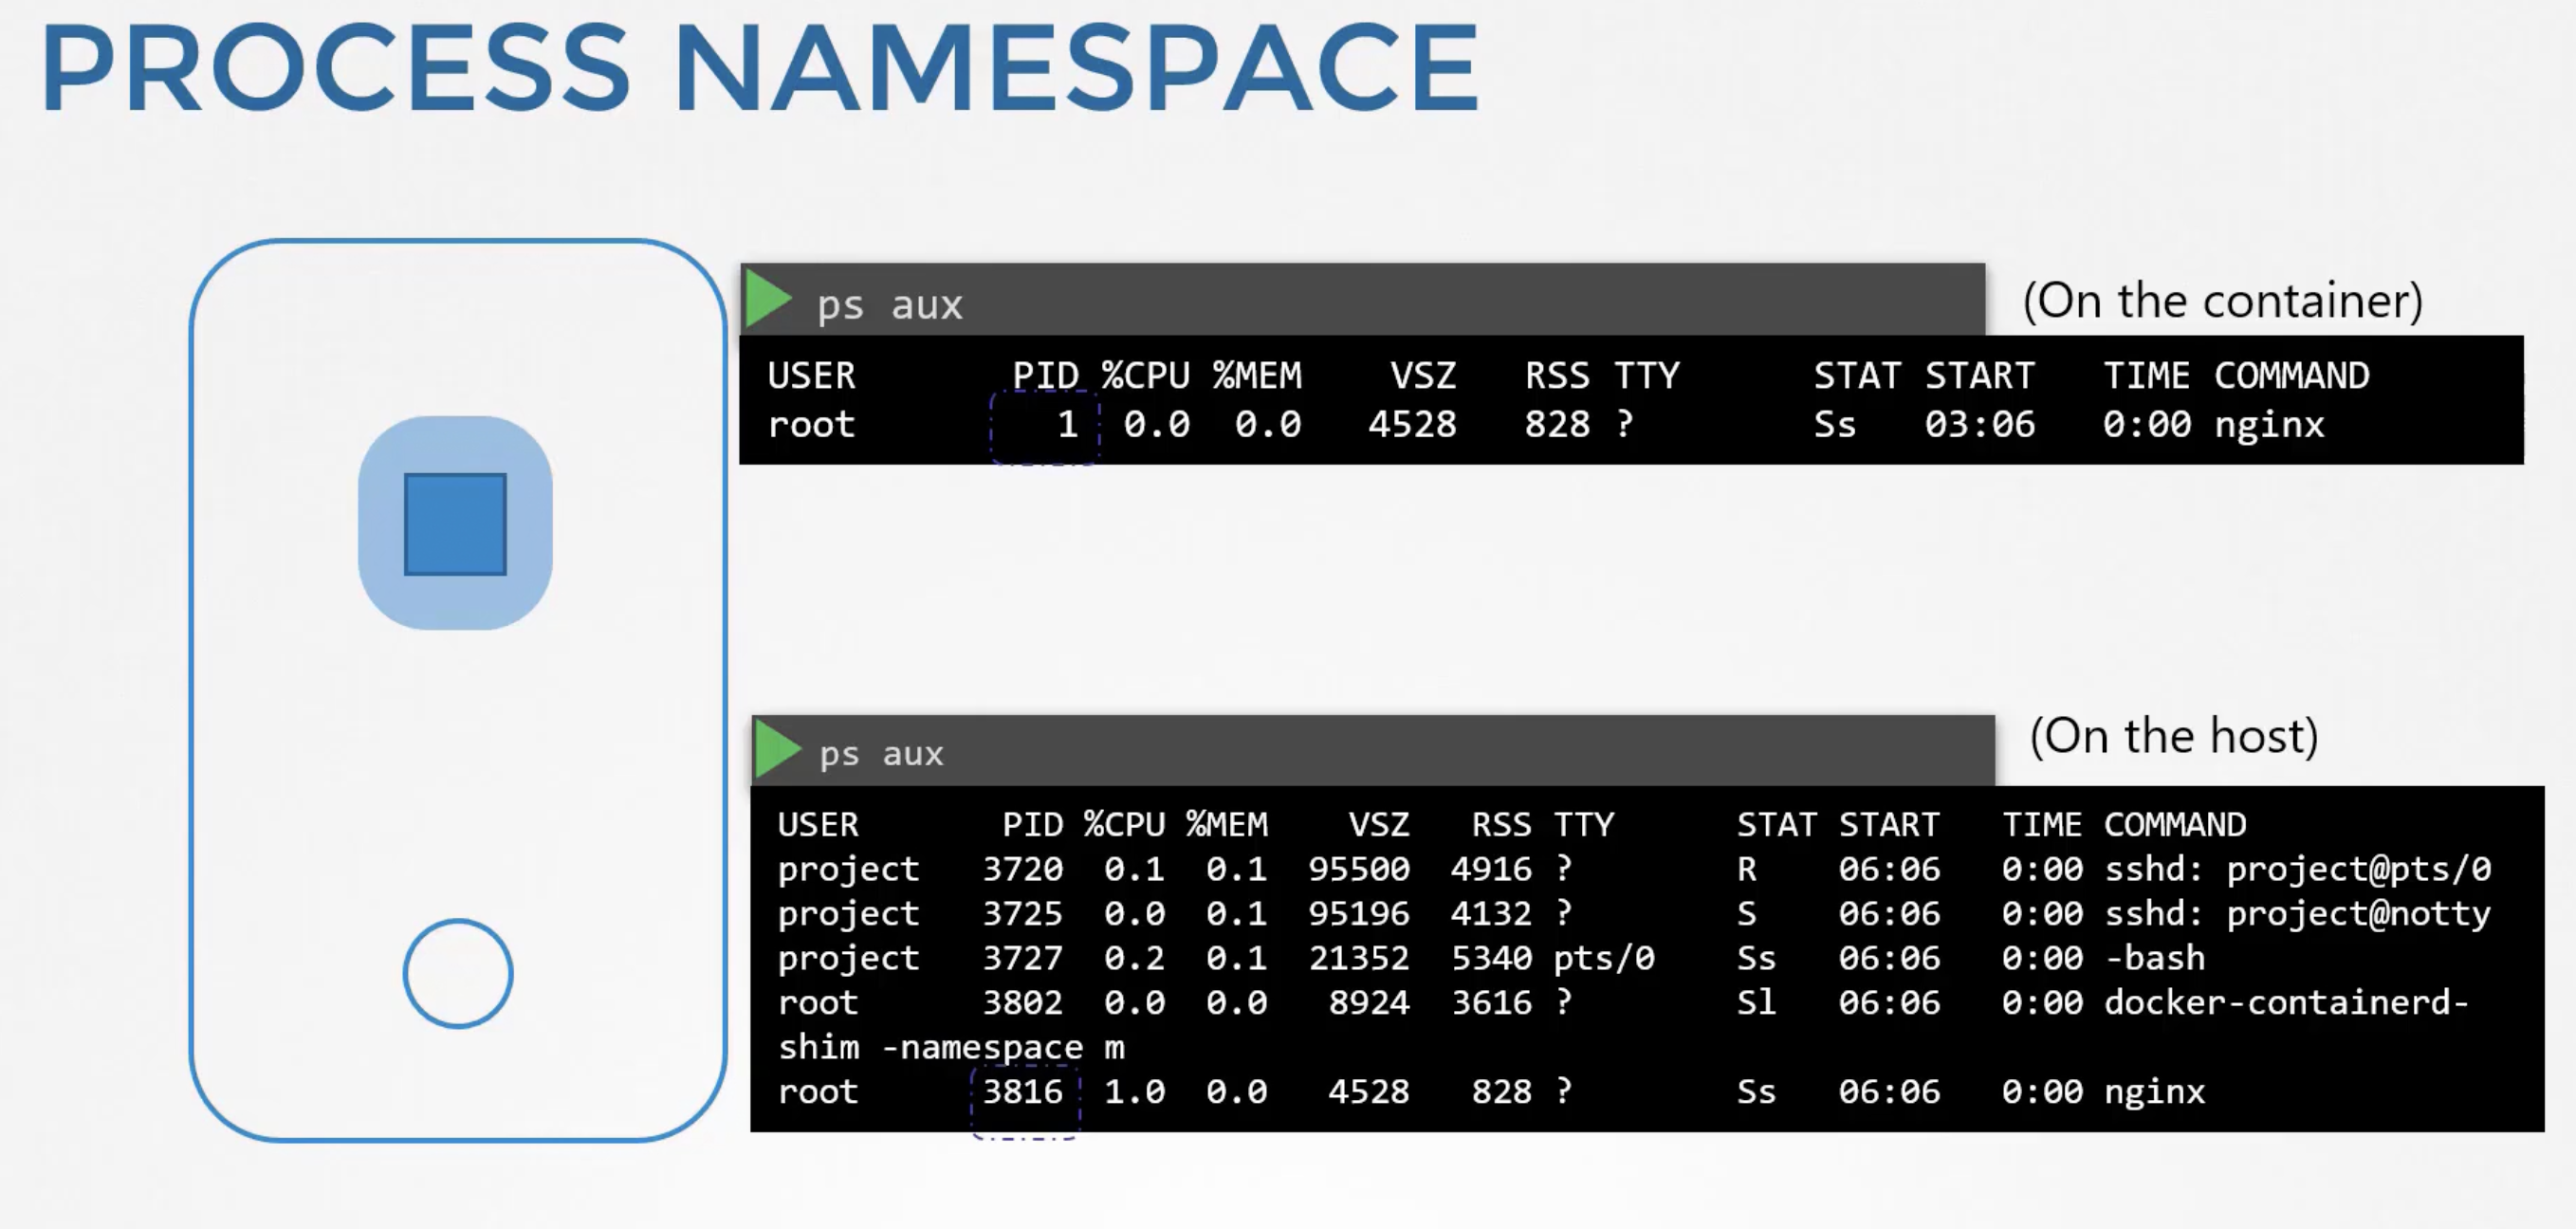 PROCESS NAMESPACE
ps aux
(On the container)
USER PID %CPU %MEM VSZ RSS TTY STAT START TIME COMMAND
root 1 0.0 0.0 4528 828 ? Ss 03:06 0:00 nginx
ps aux
(On the host)
USER PID %CPU %MEM VSZ RSS TTY STAT START TIME COMMAND
project 3720 0.1 0.1 95500 4916 ? R 06:06 0:00 sshd: project@pts/0
project 3725 0.0 0.1 95196 4132 ? S 06:06 0:00 sshd: project@notty
project 3727 0.2 0.1 21352 5340 pts/0 Ss 06:06 0:00 -bash
root 3802 0.0 0.0 8924 3616 ? Sl 06:06 0:00 docker-containerd-
shim -namespace m
root 3816 1.0 0.0 4528 828 ? Ss 06:06 0:00 nginx